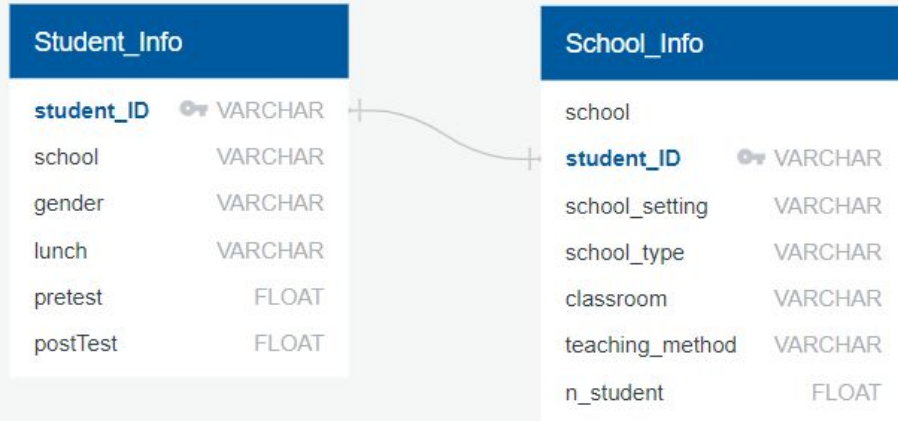 Student_Info
student_ID VARCHAR
school VARCHAR
gender VARCHAR
lunch VARCHAR
pretest FLOAT
postTest FLOAT
School_Info
school
student_ID VARCHAR
school_setting VARCHAR
school_type VARCHAR
classroom VARCHAR
teaching_method VARCHAR
n_student FLOAT